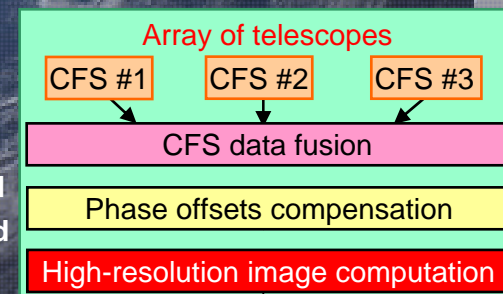 Array of telescopes
CFS #1 CFS #2 CFS #3
CFS data fusion
Phase offsets compensation
High-resolution image computation